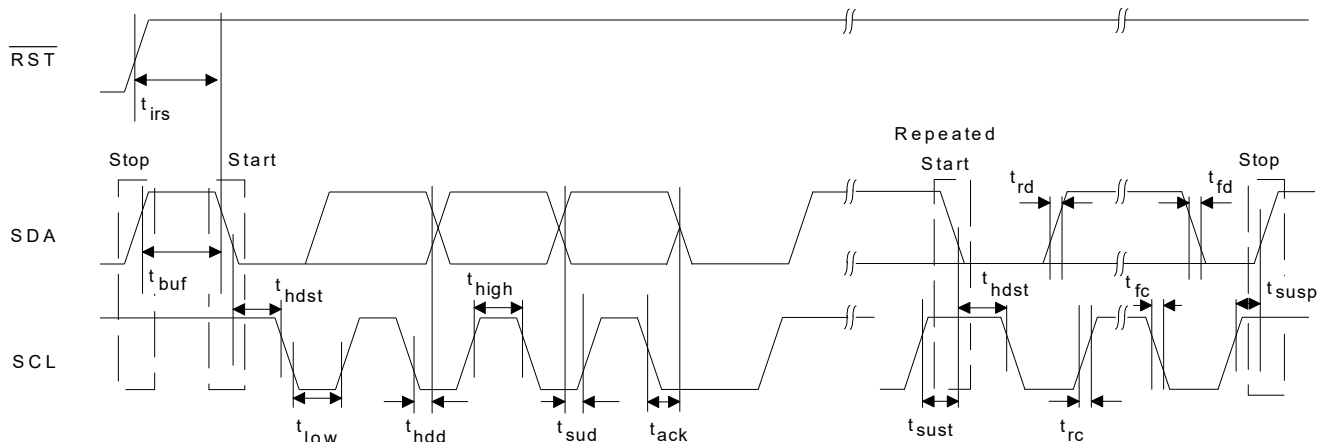 RST
t irs
Repeated
Stop
Start
Start
Stop
t rd
t fd
SDA
t buf
t hdst
t high
t hdst
t fc
t susp
SCL
t low
t hdd
t sud
t ack
t sust
t rc